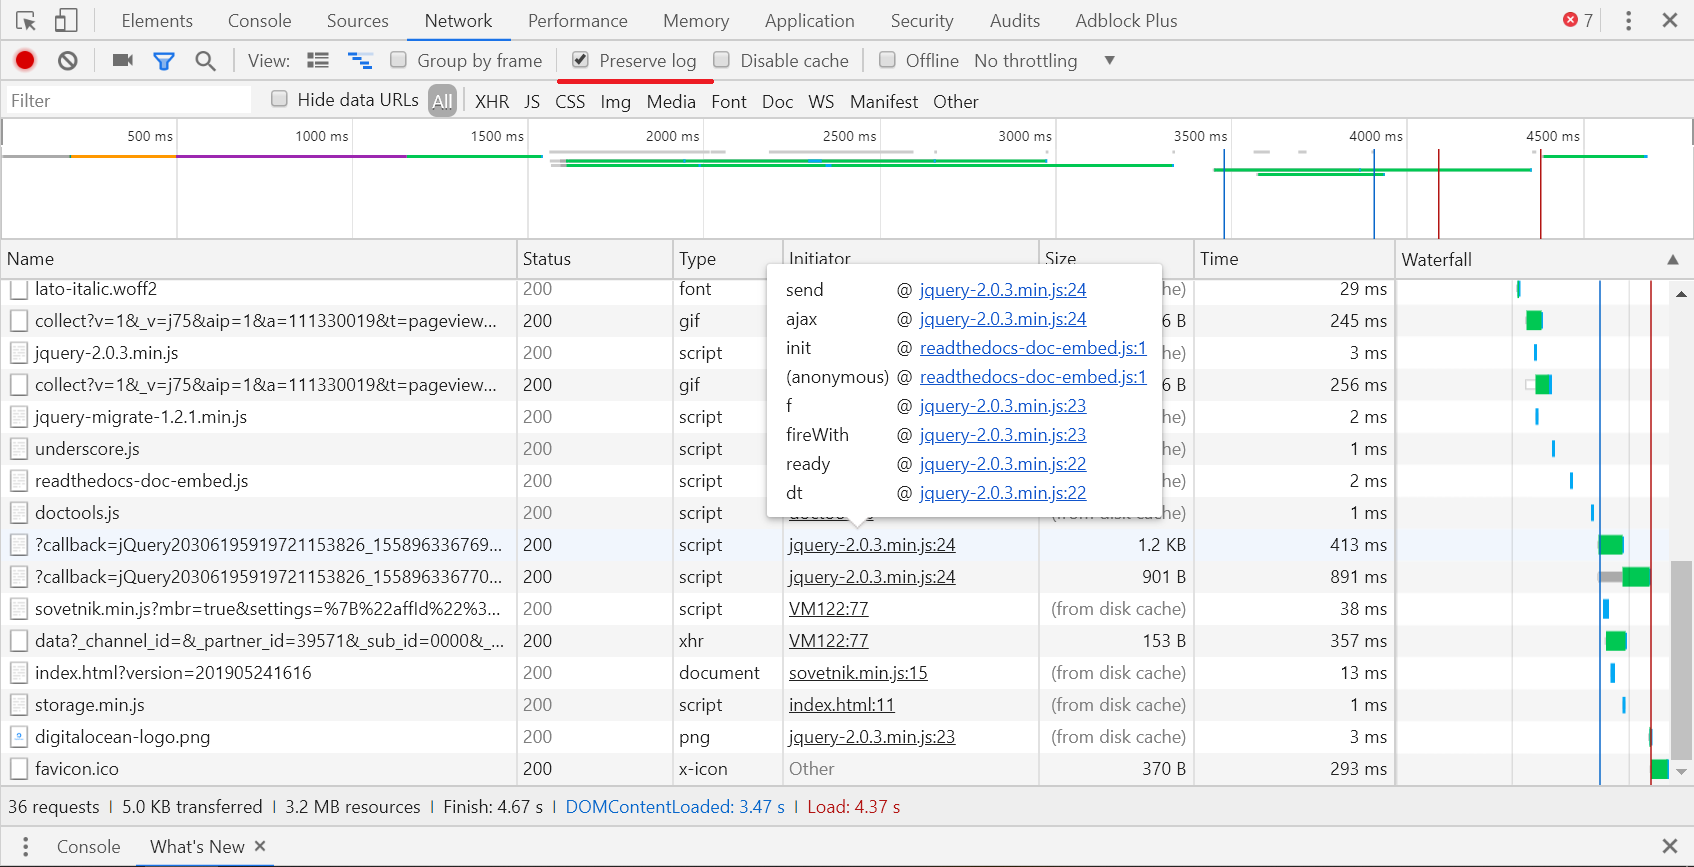 Elements Console Sources Network Performance Memory Application Security Audits Adblock Plus 7
View: Group by frame Preserve log Disable cache Offline No throttling
Filter Hide data URLs All XHR JS CSS Img Media Font Doc WS Manifest Other
500 ms 1000 ms 1500 ms 2000 ms 2500 ms 3000 ms 3500 ms 4000 ms 4500 ms
Name Status Type Initiator Size Time Waterfall
lato-italic.woff2 200 font he) 29 ms
collect?v=1&_v=j75&aip=1&a=111330019&t=pageview... 200 gif 6 B 245 ms
jquery-2.0.3.min.js 200 script he) 3 ms
collect?v=1&_v=j75&aip=1&a=111330019&t=pageview... 200 gif 6 B 256 ms
jquery-migrate-1.2.1.min.js 200 script he) 2 ms
underscore.js 200 script he) 1 ms
readthedocs-doc-embed.js 200 script he) 2 ms
doctools.js 200 script (from disk cache) 1 ms
send @ jquery-2.0.3.min.js:24
ajax @ jquery-2.0.3.min.js:24
init @ readthedocs-doc-embed.js:1
(anonymous) @ readthedocs-doc-embed.js:1
f @ jquery-2.0.3.min.js:23
fireWith @ jquery-2.0.3.min.js:23
ready @ jquery-2.0.3.min.js:22
dt @ jquery-2.0.3.min.js:22
?callback=jQuery20306195919721153826_155896336769... 200 script jquery-2.0.3.min.js:24 1.2 KB 413 ms
?callback=jQuery20306195919721153826_155896336770... 200 script jquery-2.0.3.min.js:24 901 B 891 ms
sovetnik.min.js?mbr=true&settings=%7B%22affId%22%3... 200 script VM122:77 (from disk cache) 38 ms
data?_channel_id=&_partner_id=39571&_sub_id=0000&_... 200 xhr VM122:77 153 B 357 ms
index.html?version=201905241616 200 document sovetnik.min.js:15 (from disk cache) 13 ms
storage.min.js 200 script index.html:11 (from disk cache) 1 ms
digitalocean-logo.png 200 png jquery-2.0.3.min.js:23 (from disk cache) 3 ms
favicon.ico 200 x-icon Other 370 B 293 ms
36 requests | 5.0 KB transferred | 3.2 MB resources | Finish: 4.67 s | DOMContentLoaded: 3.47 s | Load: 4.37 s
Console What's New